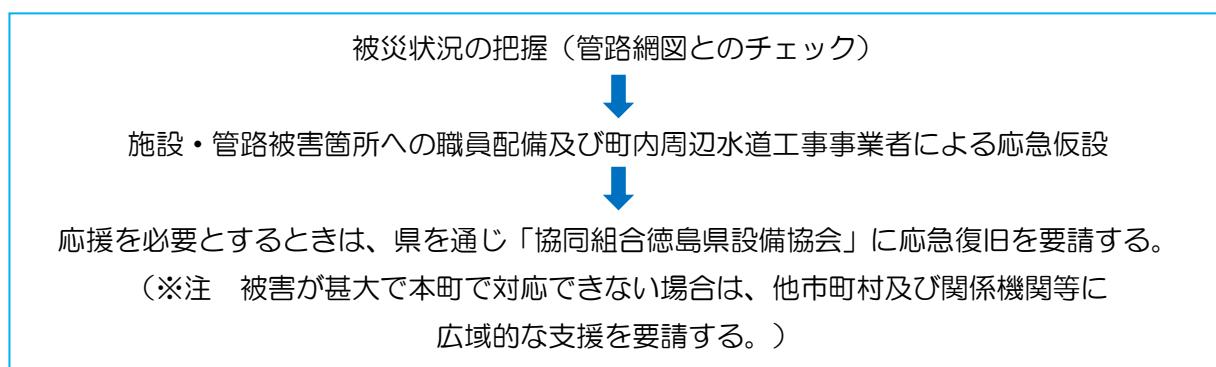 被災状況の把握（管路網図とのチェック）
施設・管路被害箇所への職員配備及び町内周辺水道工事事業者による応急仮設
応援を必要とするときは、県を通じ「協同組合徳島県設備協会」に応急復旧を要請する。
（※注　被害が甚大で本町で対応できない場合は、他市町村及び関係機関等に
広域的な支援を要請する。）